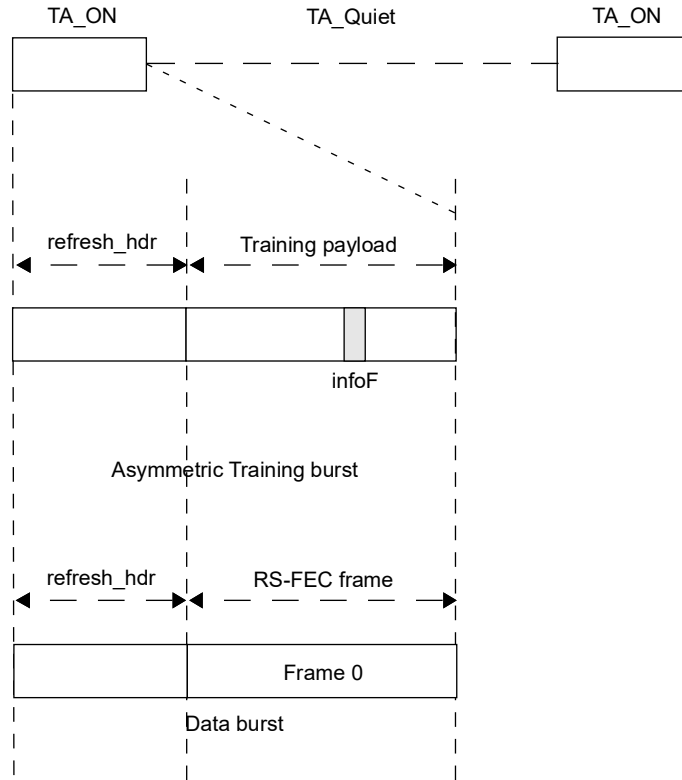 TA_ON TA_Quiet TA_ON
refresh_hdr Training payload
infoF
Asymmetric Training burst
refresh_hdr RS-FEC frame
Frame 0
Data burst